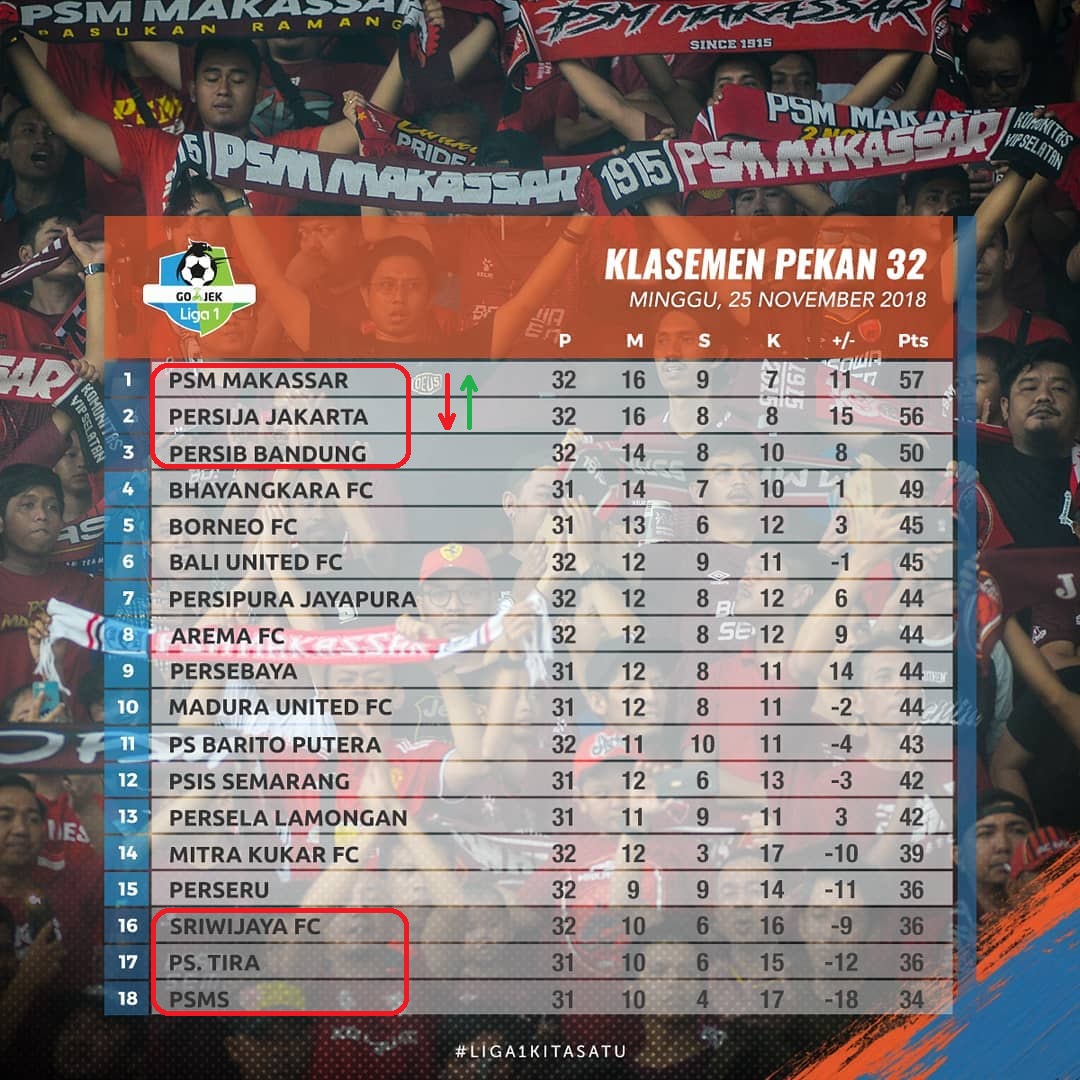 PSM MAKASSAR
PASUKAN RAMANG
PSM MAKASSAR
SINCE 1915
PSM MAKASSAR
PRIDE
15 PSM MAKASSAR
1915 PSM MAKASSAR
KOMUNITAS
VIP SELATAN
GO-JEK
Liga 1
KLASEMEN PEKAN 32
MINGGU, 25 NOVEMBER 2018
P M S K +/- Pts
1 PSM MAKASSAR 32 16 9 7 11 57
2 PERSIJA JAKARTA 32 16 8 8 15 56
3 PERSIB BANDUNG 32 14 8 10 8 50
4 BHAYANGKARA FC 31 14 7 10 1 49
5 BORNEO FC 31 13 6 12 3 45
6 BALI UNITED FC 32 12 9 11 -1 45
7 PERSIPURA JAYAPURA 32 12 8 12 6 44
8 AREMA FC 32 12 8 12 9 44
9 PERSEBAYA 31 12 8 11 14 44
10 MADURA UNITED FC 31 12 8 11 -2 44
11 PS BARITO PUTERA 32 11 10 11 -4 43
12 PSIS SEMARANG 31 12 6 13 -3 42
13 PERSELA LAMONGAN 31 11 9 11 3 42
14 MITRA KUKAR FC 32 12 3 17 -10 39
15 PERSERU 32 9 9 14 -11 36
16 SRIWIJAYA FC 32 10 6 16 -9 36
17 PS. TIRA 31 10 6 15 -12 36
18 PSMS 31 10 4 17 -18 34
#LIGA1KITASATU